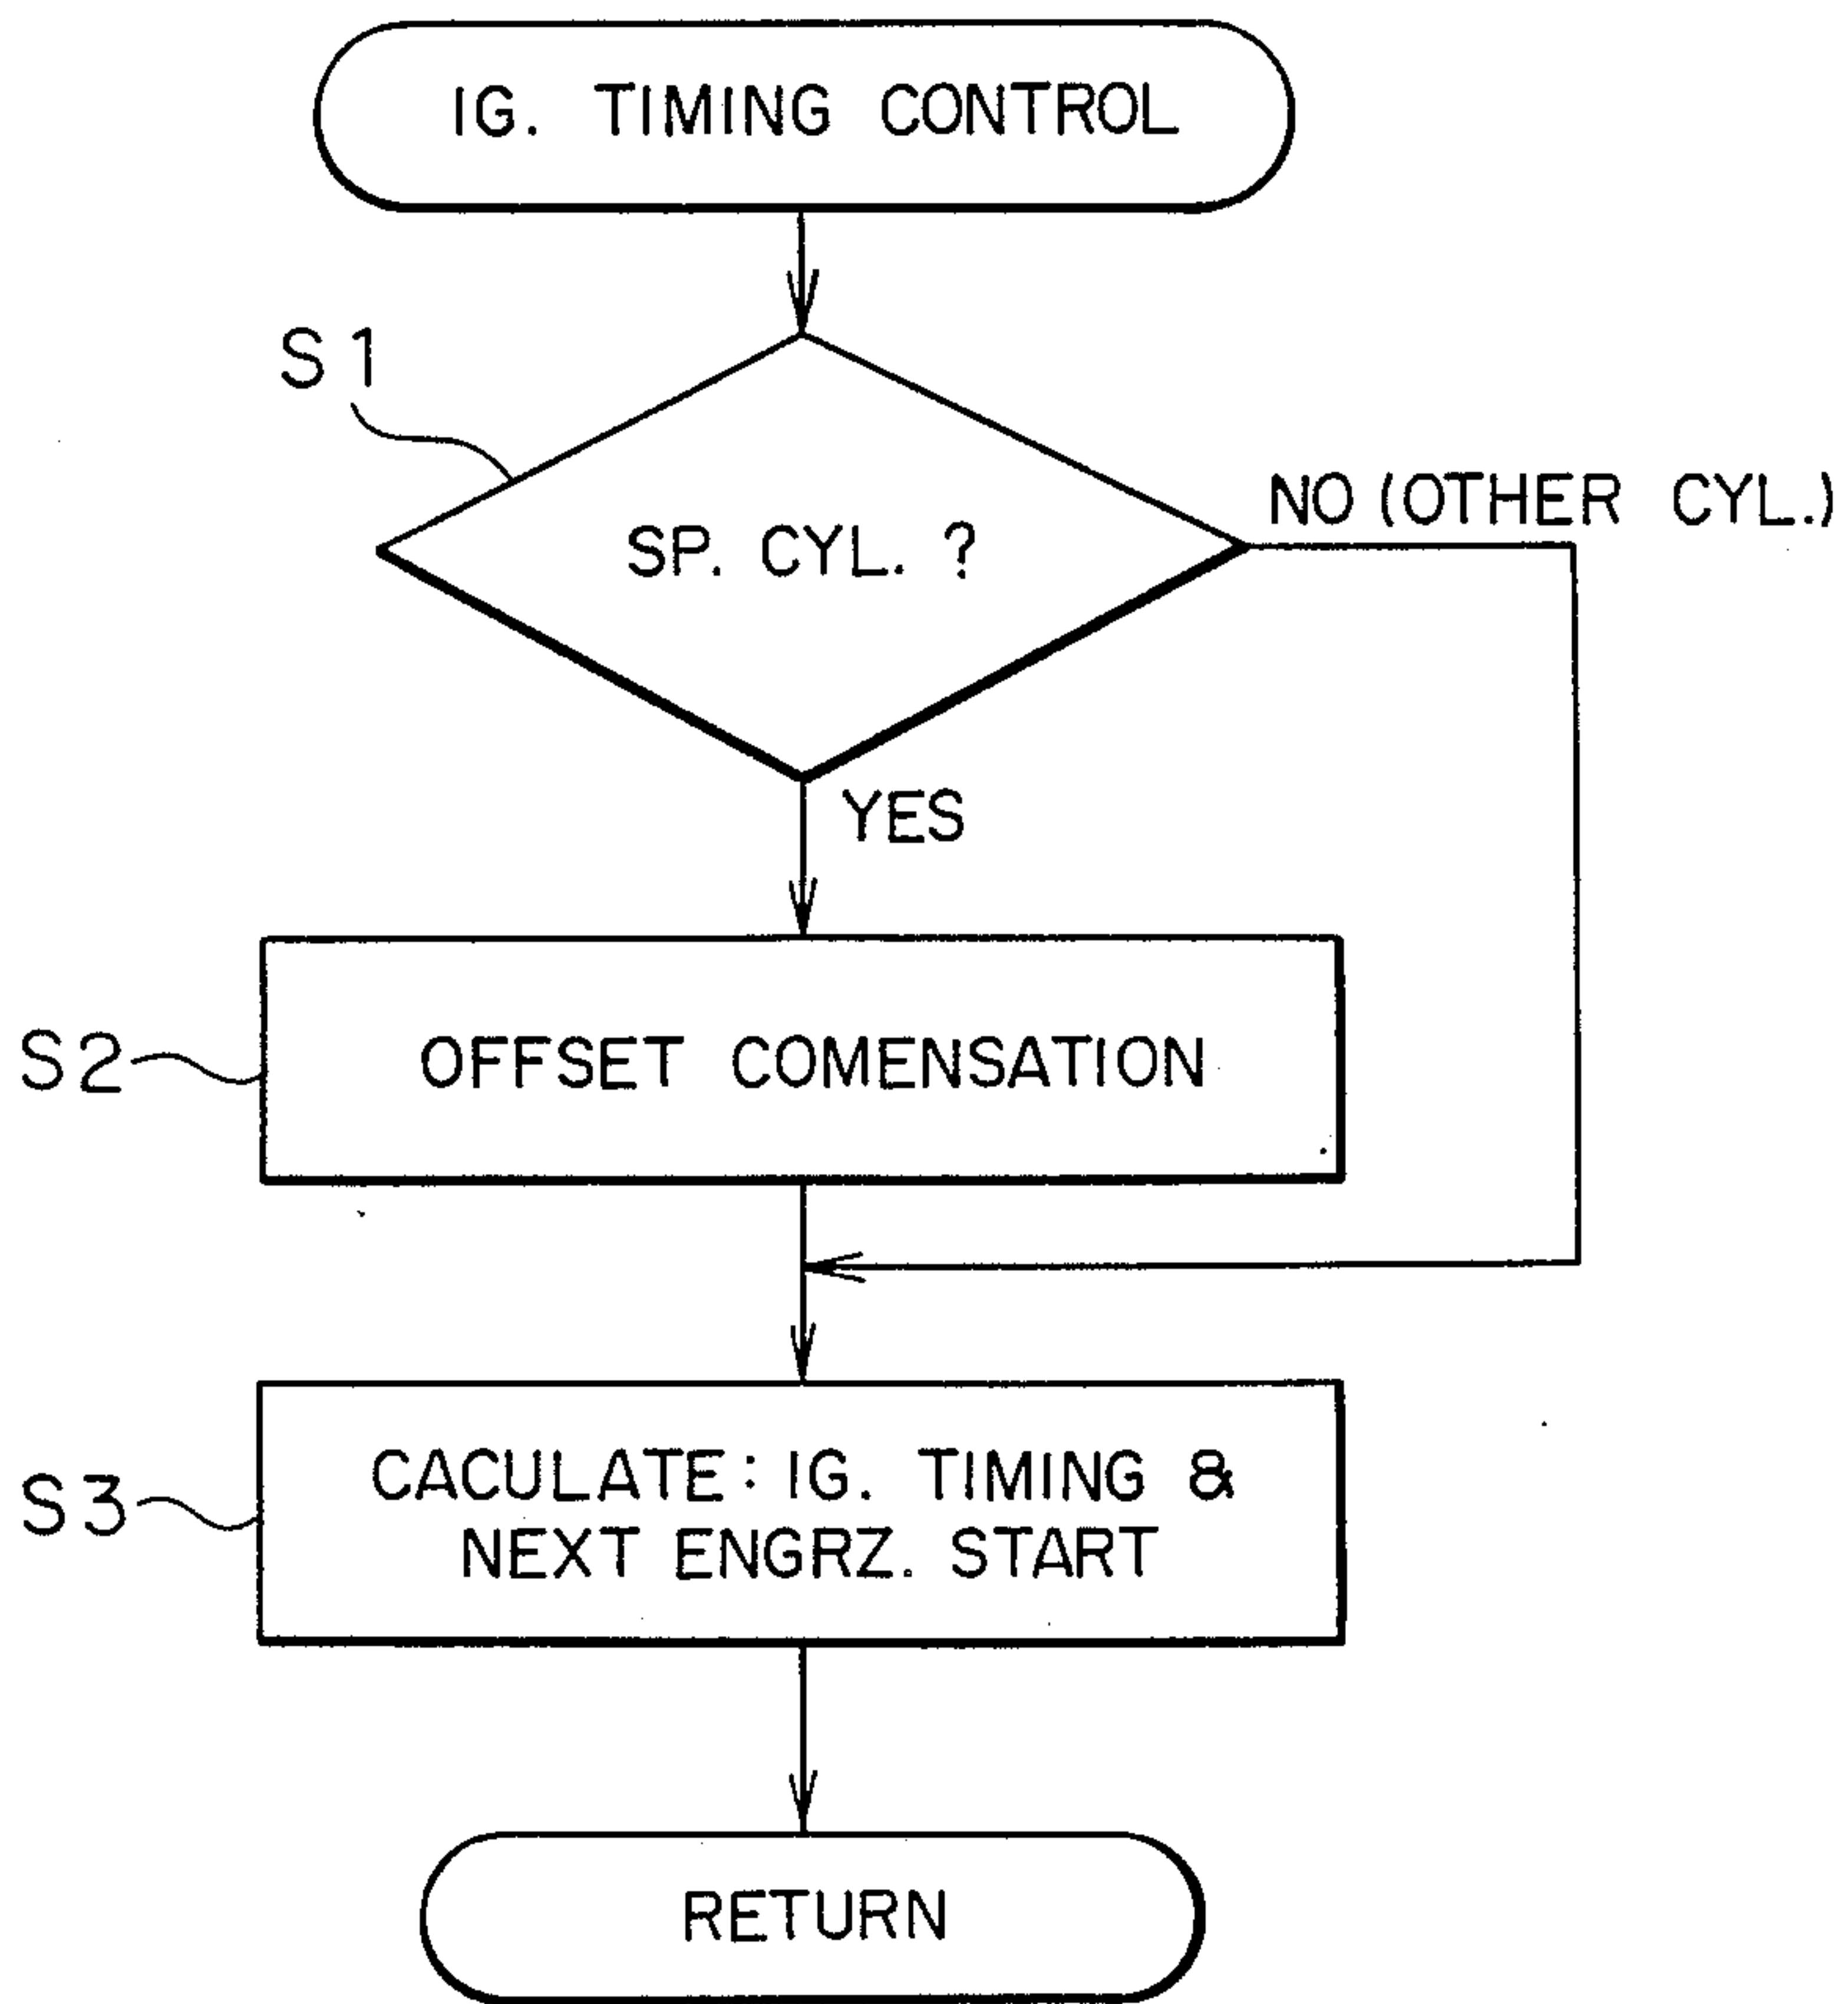 IG. TIMING CONTROL
S1
SP. CYL. ?
NO (OTHER CYL.)
YES
S2
OFFSET COMENSATION
S3
CACULATE: IG. TIMING &
NEXT ENGRZ. START
RETURN